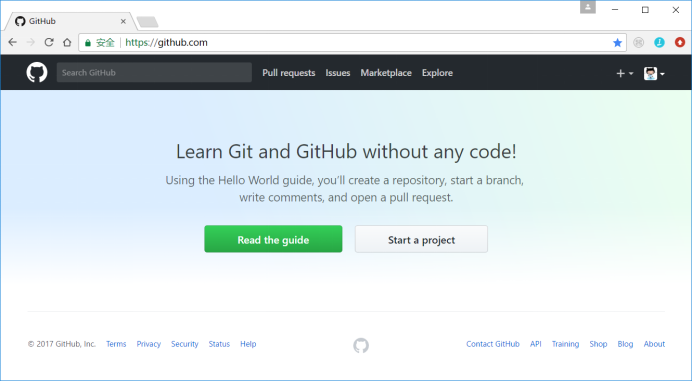 GitHub
安全 https://github.com
Search GitHub Pull requests Issues Marketplace Explore
Learn Git and GitHub without any code!
Using the Hello World guide, you'll create a repository, start a branch,
write comments, and open a pull request.
Read the guide Start a project
© 2017 GitHub, Inc. Terms Privacy Security Status Help Contact GitHub API Training Shop Blog About